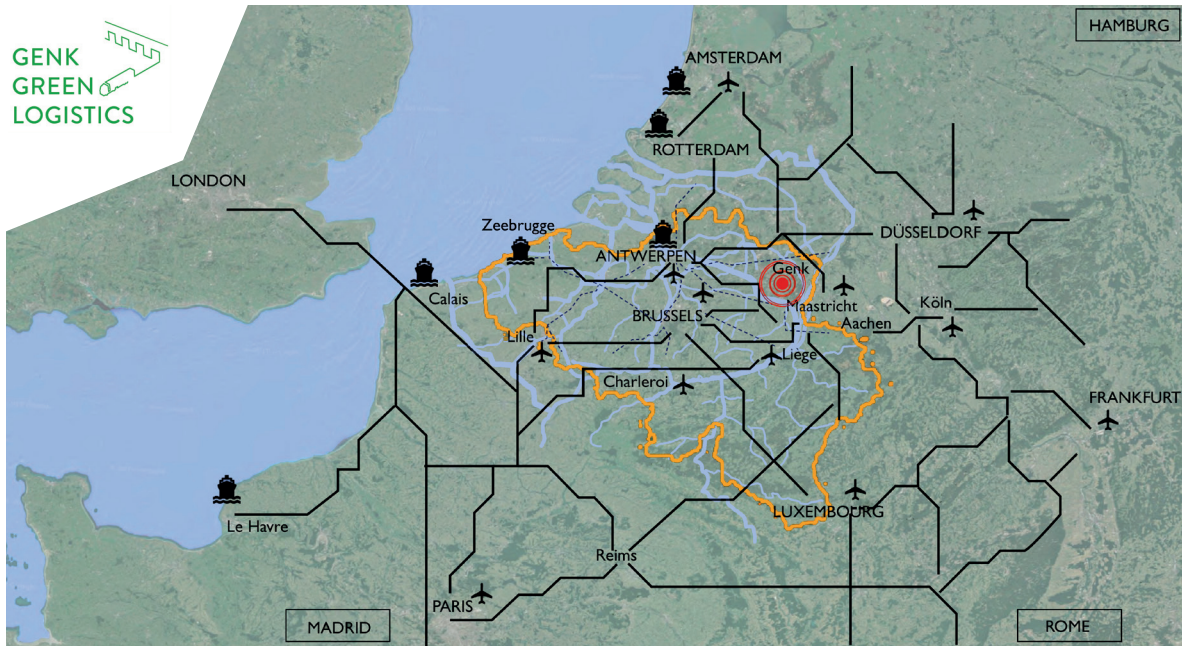 GENK
GREEN
LOGISTICS
HAMBURG
AMSTERDAM
ROTTERDAM
LONDON
Zeebrugge
DÜSSELDORF
ANTWERPEN
Genk
Calais
Maastricht
Köln
BRUSSELS
Aachen
Lille
Liege
Charleroi
FRANKFURT
LUXEMBOURG
Le Havre
Reims
PARIS
MADRID
ROME